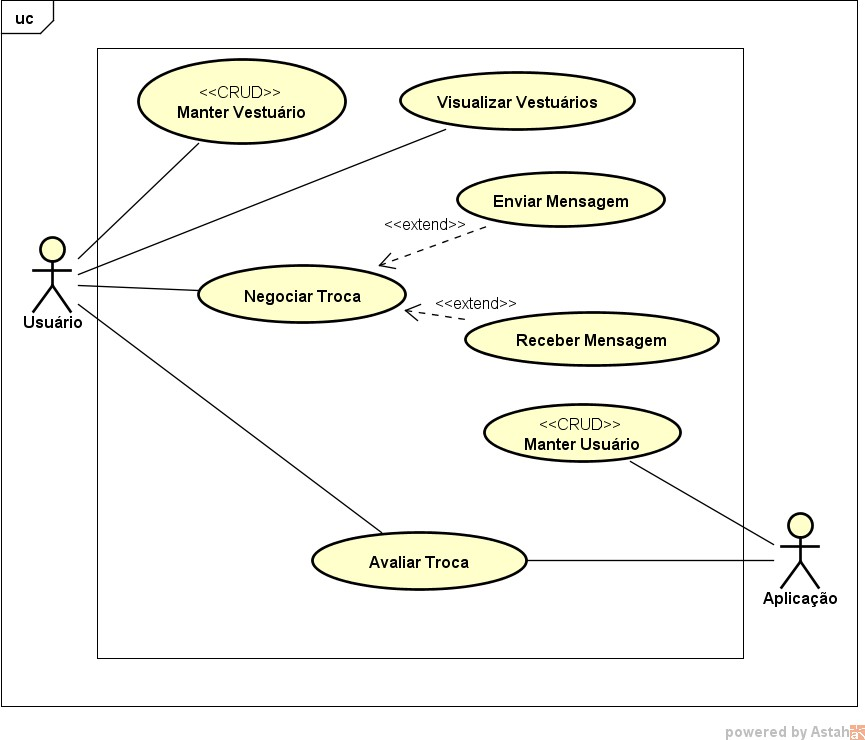 uc
<<CRUD>>
Manter Vestuário
Visualizar Vestuários
Enviar Mensagem
<<extend>>
Negociar Troca
<<extend>>
Receber Mensagem
Usuário
<<CRUD>>
Manter Usuário
Avaliar Troca
Aplicação
powered by Astah